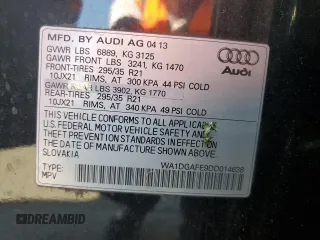 MFD. BY AUDI AG 04 13
GVWR LBS 6889, KG 3125
GAWR FRONT LBS 3241, KG 1470
FRONT-TIRES 295/35 R21
10JX21 RIMS, AT 300 KPA 44 PSI COLD
GAWR REAR LBS 3902, KG 1770
REAR-TIRES 295/35 R21
10JX21 RIMS, AT 340 KPA 49 PSI COLD
Audi
THIS VEHICLE CONFORMS TO ALL APPLICABLE
U.S. FEDERAL MOTOR VEHICLE SAFETY AND
THEFT PREVENTION STANDARDS IN EFFECT ON
THE DATE OF MANUFACTURE SHOWN ABOVE.
SLOVAKIA
WA1DGAFE9DD014628
TYPE:
MPV
DREAMBID